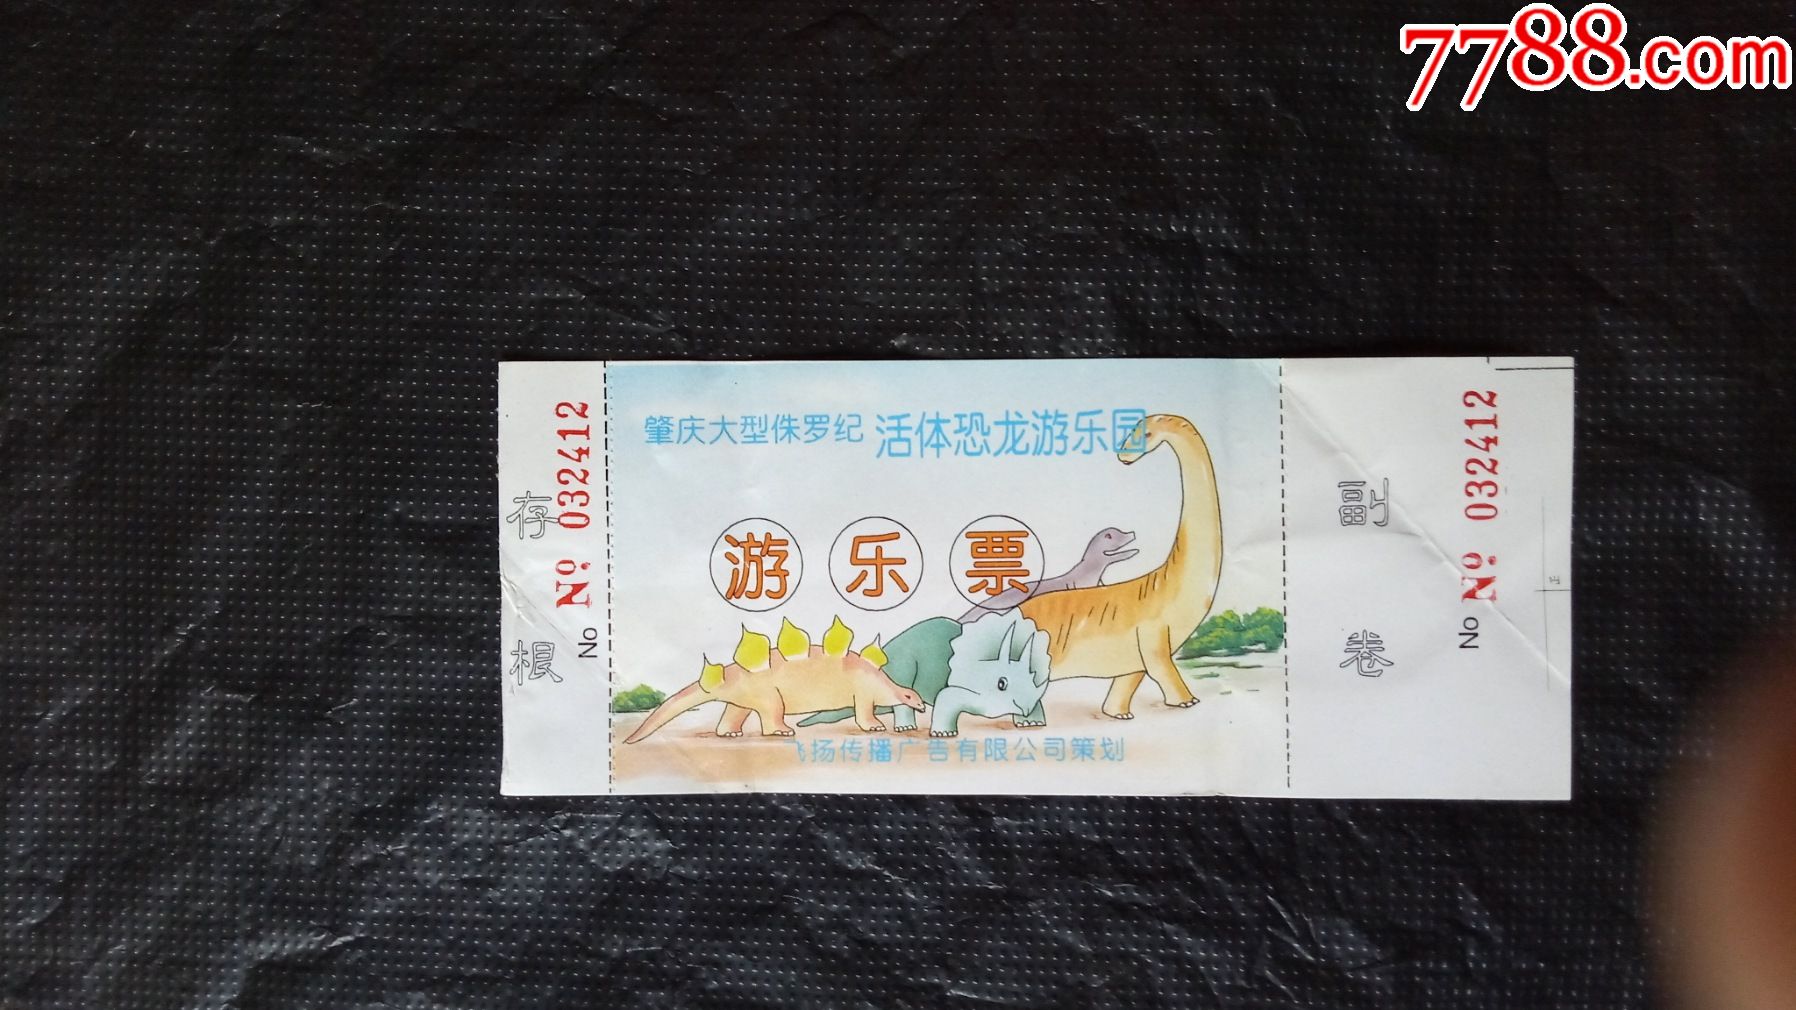 7788.com
存根
No
No. 032412
肇庆大型侏罗纪 活体恐龙游乐园
游乐票
飞扬传播广告有限公司策划
副卷
No
No. 032412
正